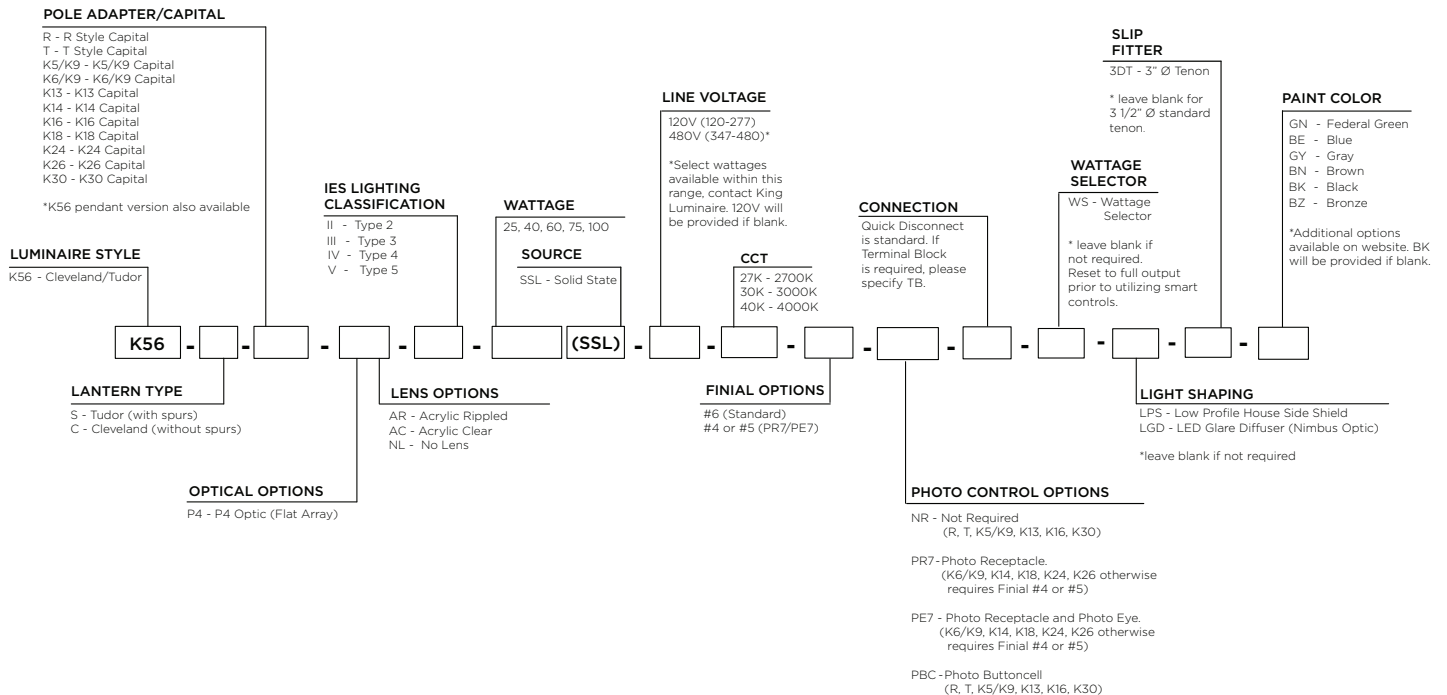 POLE ADAPTER/CAPITAL
R - R Style Capital
T - T Style Capital
K5/K9 - K5/K9 Capital
K6/K9 - K6/K9 Capital
K13 - K13 Capital
K14 - K14 Capital
K16 - K16 Capital
K18 - K18 Capital
K24 - K24 Capital
K26 - K26 Capital
K30 - K30 Capital
*K56 pendant version also available
LUMINAIRE STYLE
K56 - Cleveland/Tudor
IES LIGHTING
CLASSIFICATION
II - Type 2
III - Type 3
IV - Type 4
V - Type 5
WATTAGE
25, 40, 60, 75, 100
SOURCE
SSL - Solid State
LINE VOLTAGE
120V (120-277)
480V (347-480)*
*Select wattages
available within this
range, contact King
Luminaire. 120V will
be provided if blank.
CCT
27K - 2700K
30K - 3000K
40K - 4000K
CONNECTION
Quick Disconnect
is standard. If
Terminal Block
is required, please
specify TB.
WATTAGE
SELECTOR
WS - Wattage
Selector
* leave blank if
not required.
Reset to full output
prior to utilizing smart
controls.
SLIP
FITTER
3DT - 3" Ø Tenon
* leave blank for
3 1/2" Ø standard
tenon.
PAINT COLOR
GN - Federal Green
BE - Blue
GY - Gray
BN - Brown
BK - Black
BZ - Bronze
*Additional options
available on website. BK
will be provided if blank.
K56 - - - - - (SSL) - - - - - - - - -
LANTERN TYPE
S - Tudor (with spurs)
C - Cleveland (without spurs)
OPTICAL OPTIONS
P4 - P4 Optic (Flat Array)
LENS OPTIONS
AR - Acrylic Rippled
AC - Acrylic Clear
NL - No Lens
FINIAL OPTIONS
#6 (Standard)
#4 or #5 (PR7/PE7)
PHOTO CONTROL OPTIONS
NR - Not Required
(R, T, K5/K9, K13, K16, K30)
PR7-Photo Receptacle.
(K6/K9, K14, K18, K24, K26 otherwise
requires Finial #4 or #5)
PE7 - Photo Receptacle and Photo Eye.
(K6/K9, K14, K18, K24, K26 otherwise
requires Finial #4 or #5)
PBC -Photo Buttoncell
(R, T, K5/K9, K13, K16, K30)
LIGHT SHAPING
LPS - Low Profile House Side Shield
LGD - LED Glare Diffuser (Nimbus Optic)
*leave blank if not required